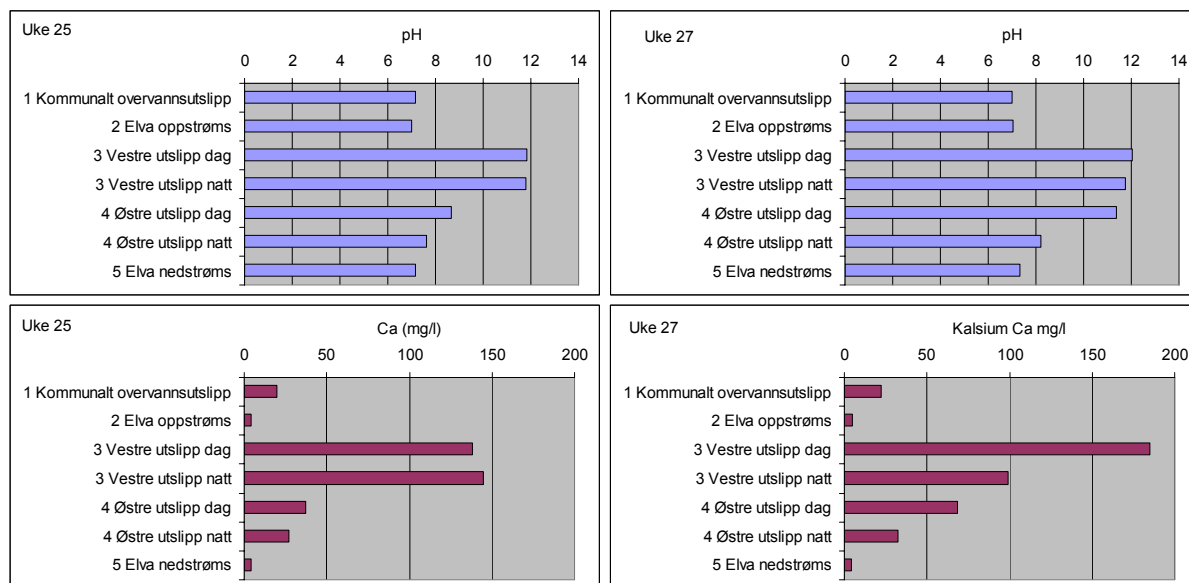 Uke 25
pH
0 2 4 6 8 10 12 14
1 Kommunalt overvannsutslipp
2 Elva oppstrøms
3 Vestre utslipp dag
3 Vestre utslipp natt
4 Østre utslipp dag
4 Østre utslipp natt
5 Elva nedstrøms
Uke 27
pH
0 2 4 6 8 10 12 14
1 Kommunalt overvannsutslipp
2 Elva oppstrøms
3 Vestre utslipp dag
3 Vestre utslipp natt
4 Østre utslipp dag
4 Østre utslipp natt
5 Elva nedstrøms
Uke 25
Ca (mg/l)
0 50 100 150 200
1 Kommunalt overvannsutslipp
2 Elva oppstrøms
3 Vestre utslipp dag
3 Vestre utslipp natt
4 Østre utslipp dag
4 Østre utslipp natt
5 Elva nedstrøms
Uke 27
Kalsium Ca mg/l
0 50 100 150 200
1 Kommunalt overvannsutslipp
2 Elva oppstrøms
3 Vestre utslipp dag
3 Vestre utslipp natt
4 Østre utslipp dag
4 Østre utslipp natt
5 Elva nedstrøms